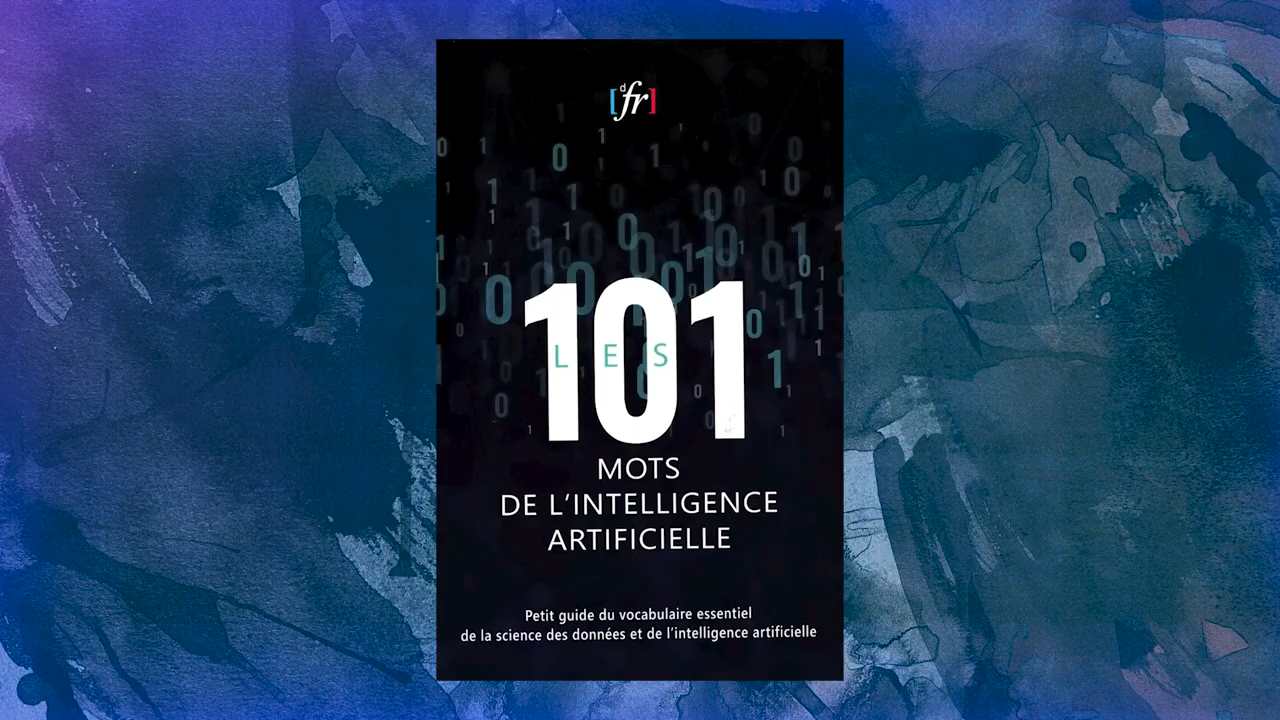 [dfr]
LES
101
MOTS
DE L'INTELLIGENCE
ARTIFICIELLE
Petit guide du vocabulaire essentiel
de la science des données et de l'intelligence artificielle